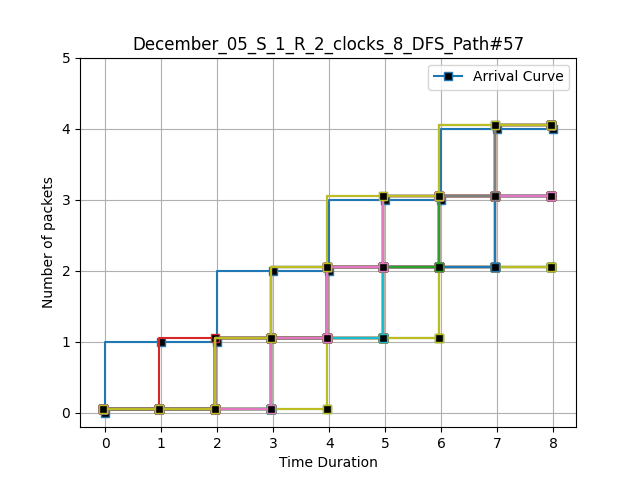 December_05_S_1_R_2_clocks_8_DFS_Path#57
Arrival Curve
Number of packets
5
4
3
2
1
0
0 1 2 3 4 5 6 7 8
Time Duration